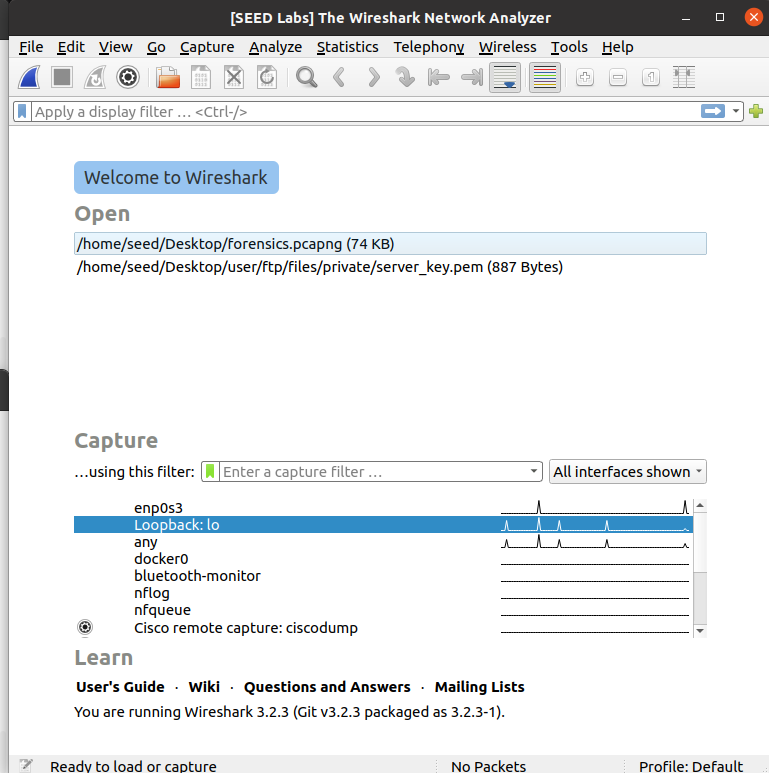 [SEED Labs] The Wireshark Network Analyzer
File Edit View Go Capture Analyze Statistics Telephony Wireless Tools Help
Apply a display filter … <Ctrl-/>
Welcome to Wireshark
Open
/home/seed/Desktop/forensics.pcapng (74 KB)
/home/seed/Desktop/user/ftp/files/private/server_key.pem (887 Bytes)
Capture
…using this filter: Enter a capture filter … All interfaces shown
enp0s3
Loopback: lo
any
docker0
bluetooth-monitor
nflog
nfqueue
Cisco remote capture: ciscodump
Learn
User's Guide · Wiki · Questions and Answers · Mailing Lists
You are running Wireshark 3.2.3 (Git v3.2.3 packaged as 3.2.3-1).
Ready to load or capture No Packets Profile: Default